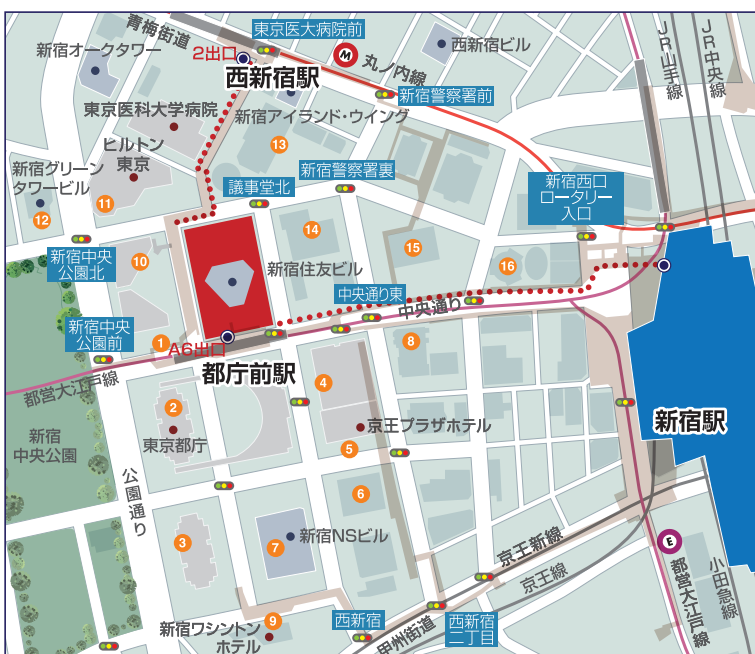 青梅街道
東京医大病院前
2出口
西新宿駅
M
丸ノ内線
西新宿ビル
JR山手線
JR中央線
新宿オークタワー
新宿警察署前
東京医科大学病院
新宿アイランド・ウイング
13
ヒルトン
東京
新宿グリーン
タワービル
11
12
議事堂北
新宿警察署裏
新宿西口
ロータリー
入口
新宿中央
公園北
10
14
15
16
新宿住友ビル
中央通り東
中央通り
新宿中央
公園前
1
A6出口
都営大江戸線
都庁前駅
8
4
2
東京都庁
京王プラザホテル
5
新宿駅
新宿
中央公園
公園通り
6
3
7
新宿NSビル
京王新線
京王線
E
都営大江戸線
小田急線
9
新宿ワシントン
ホテル
西新宿
甲州街道
西新宿
二丁目